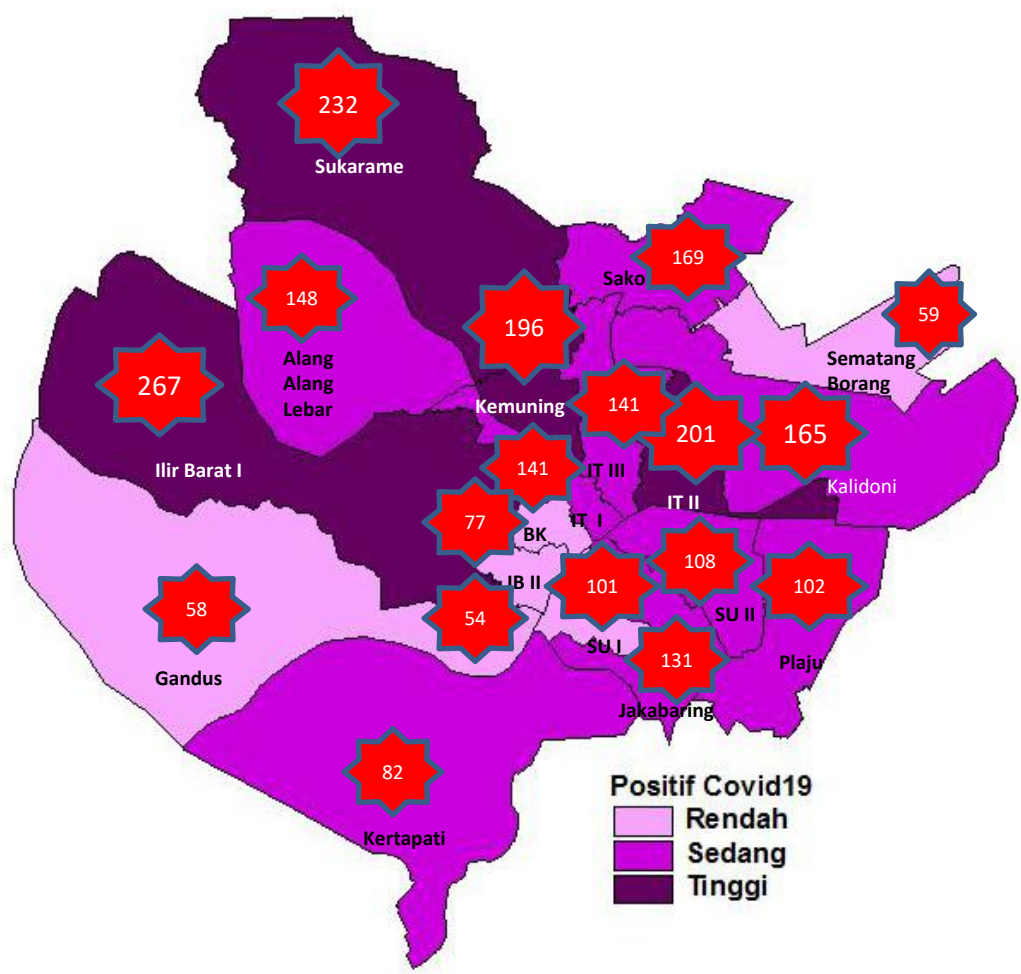 232
Sukarame
169
Sako
148
Alang
Alang
Lebar
196
Kemuning
59
Sematang
Borang
267
Ilir Barat I
141
201
165
Kalidoni
141
IT III
IT II
77
BK
IT I
IB II
101
108
102
58
Gandus
54
SU I
SU II
131
Jakabaring
Plaju
82
Kertapati
Positif Covid19
Rendah
Sedang
Tinggi